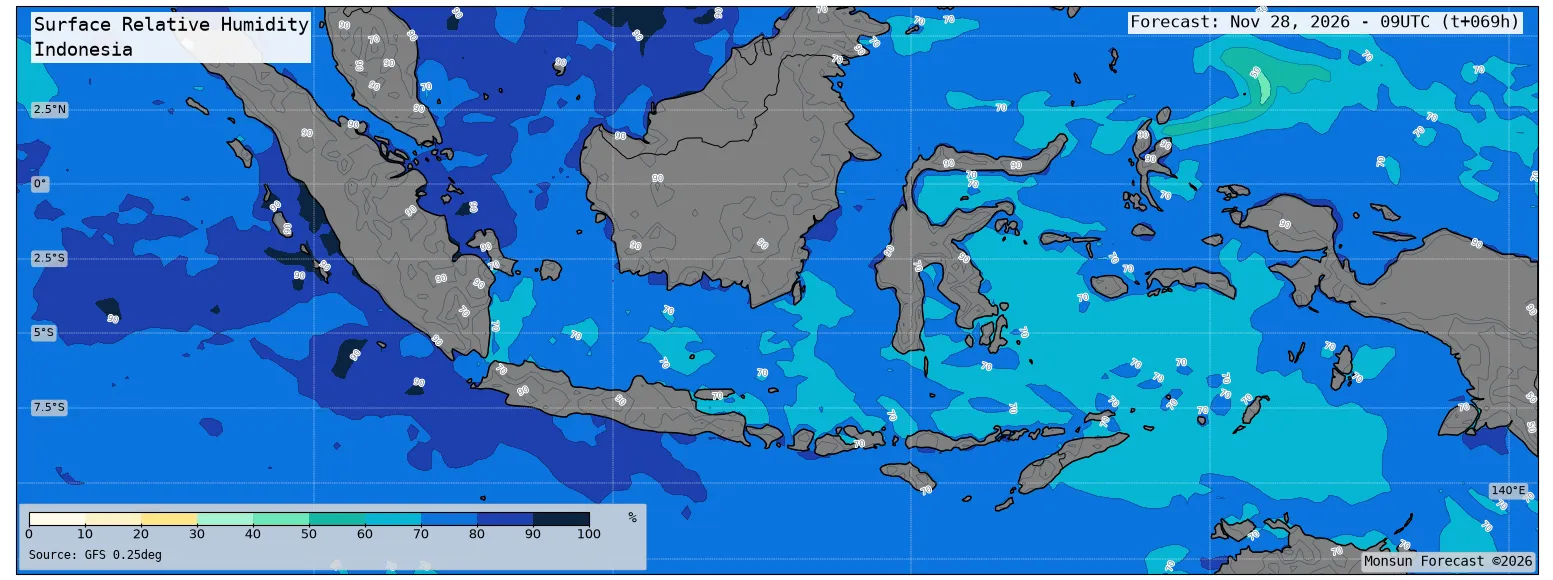 Surface Relative Humidity
Indonesia
Forecast: Nov 28, 2026 - 09UTC (t+069h)
2.5°N
0°
2.5°S
5°S
7.5°S
140°E
%
0 10 20 30 40 50 60 70 80 90 100
Source: GFS 0.25deg
Monsun Forecast ©2026